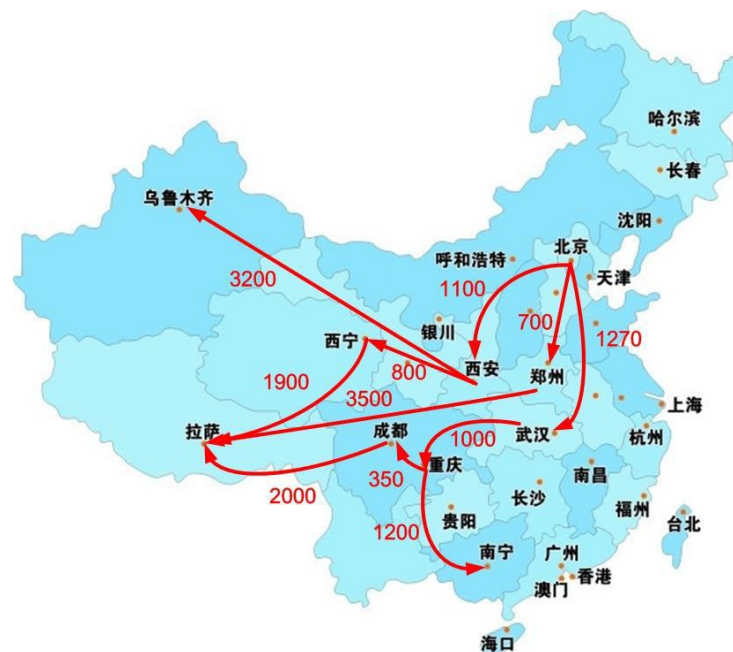 哈尔滨
长春
乌鲁木齐
沈阳
北京
呼和浩特
天津
3200
1100
银川
700
1270
西宁
西安
800
郑州
1900
3500
上海
拉萨
成都
1000
武汉
杭州
重庆
350
南昌
2000
长沙
贵阳
福州
1200
台北
南宁
广州
香港
澳门
海口